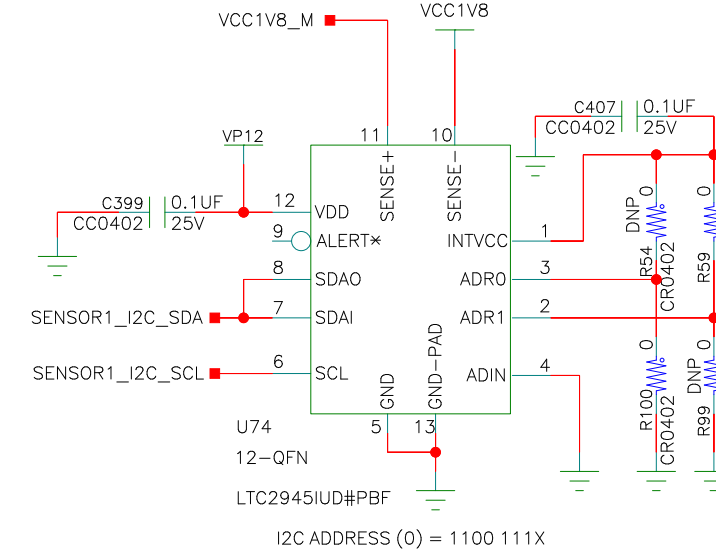 VCC1V8
VCC1V8_M
C407
0.1UF
CC0402
25V
VP12
11
10
SENSE+
SENSE-
C399
0.1UF
CC0402
25V
12
VDD
9
ALERT*
INTVCC
1
8
SDAO
ADR0
3
SENSOR1_I2C_SDA
7
SDAI
ADR1
2
SENSOR1_I2C_SCL
6
SCL
ADIN
4
GND
GND-PAD
5
13
DNP
0
R54
CR0402
0
R59
0
R100
CR0402
DNP
0
R99
U74
12-QFN
LTC2945IUD#PBF
I2C ADDRESS (0) = 1100 111X